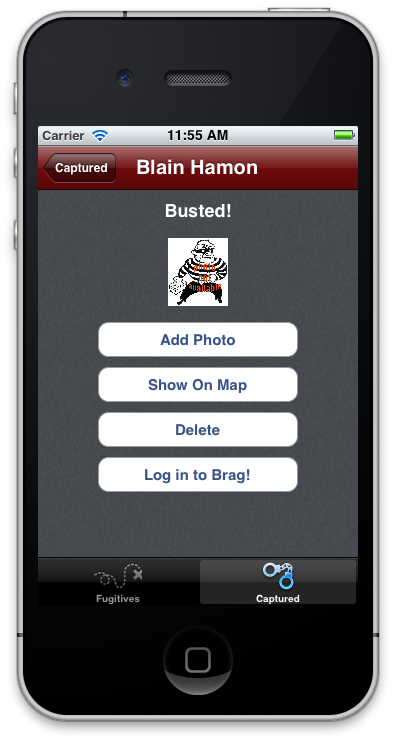 Carrier 11:55 AM
Captured Blain Hamon
Busted!
Add Photo
Show On Map
Delete
Log in to Brag!
Fugitives Captured